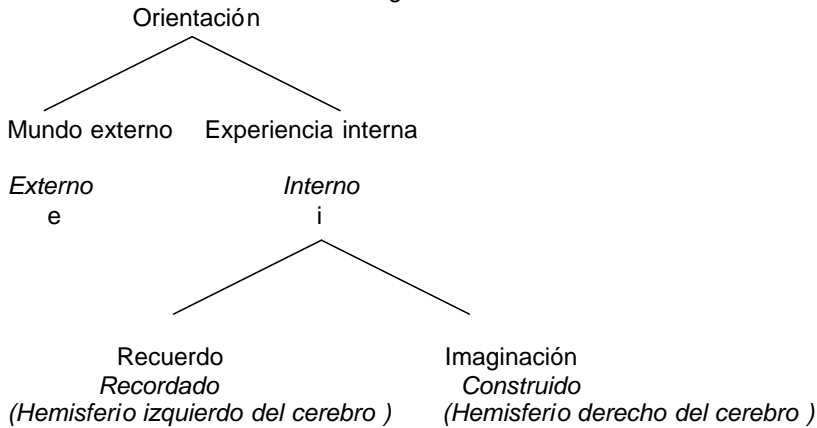 Orientación
Mundo externo Experiencia interna
Externo Interno
e i
Recuerdo Imaginación
Recordado Construido
(Hemisferio izquierdo del cerebro ) (Hemisferio derecho del cerebro )